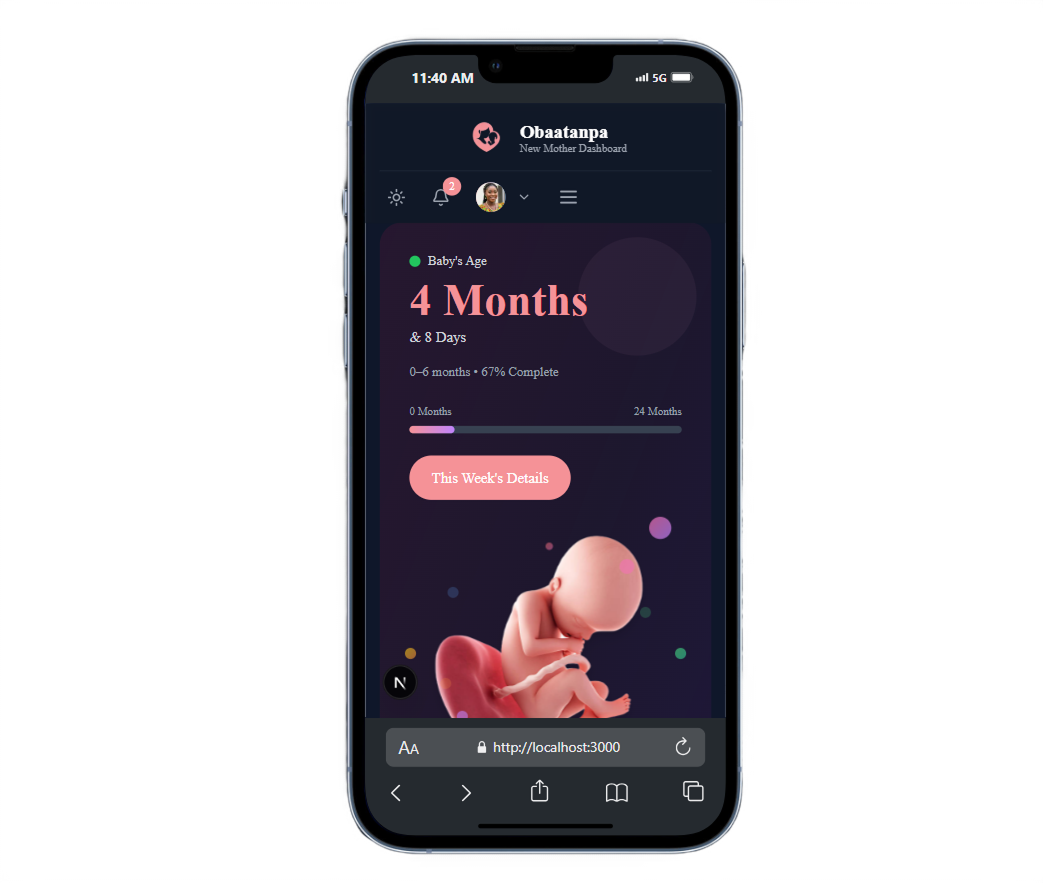 11:40 AM
5G
Obaatanpa
New Mother Dashboard
2
Baby's Age
4 Months
& 8 Days
0–6 months • 67% Complete
0 Months
24 Months
This Week's Details
N
AA
http://localhost:3000